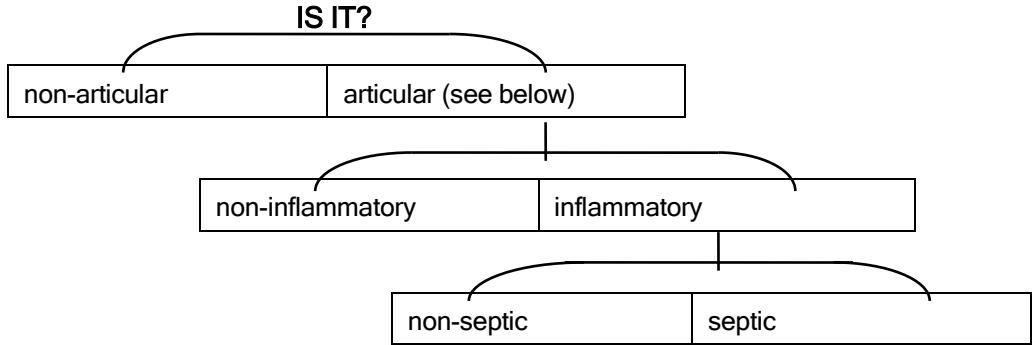 IS IT?
non-articular articular (see below)
non-inflammatory inflammatory
non-septic septic